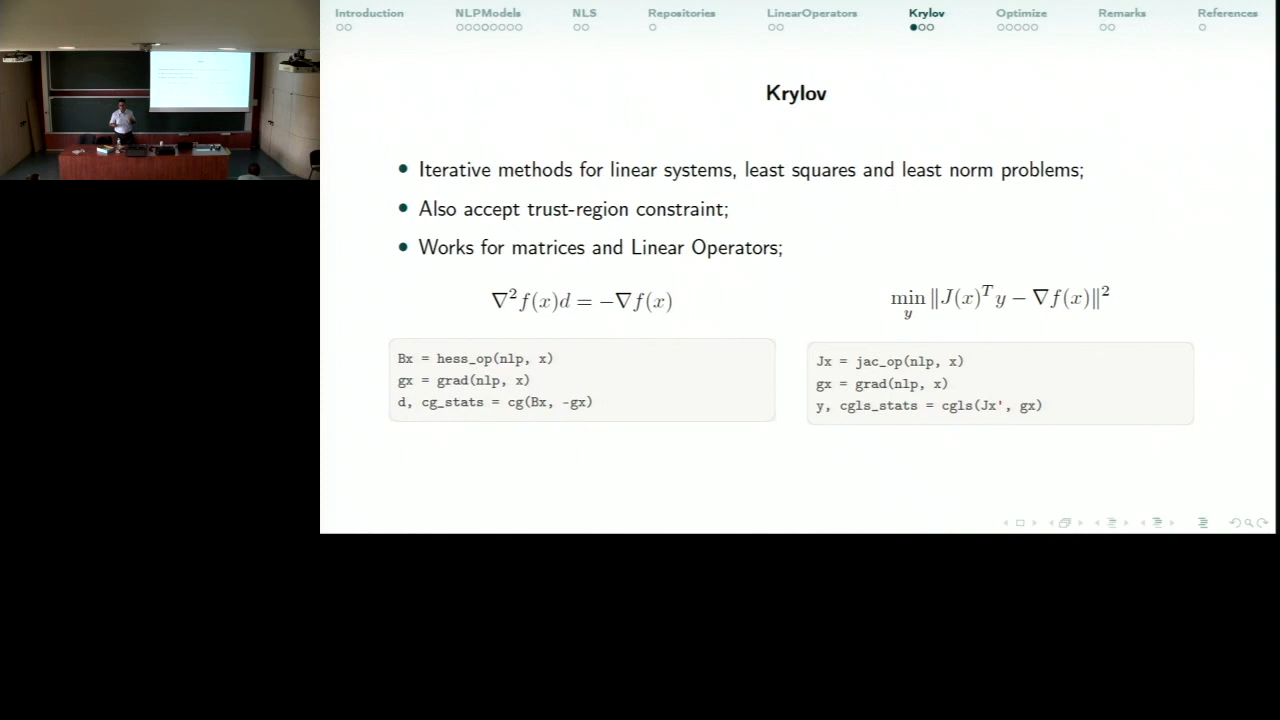 Introduction NLPModels NLS Repositories LinearOperators Krylov Optimize Remarks References
Krylov
• Iterative methods for linear systems, least squares and least norm problems;
• Also accept trust-region constraint;
• Works for matrices and Linear Operators;
∇²f(x)d = −∇f(x)
min_y ‖J(x)ᵀy − ∇f(x)‖²
Bx = hess_op(nlp, x)
gx = grad(nlp, x)
d, cg_stats = cg(Bx, -gx)
Jx = jac_op(nlp, x)
gx = grad(nlp, x)
y, cgls_stats = cgls(Jx', gx)